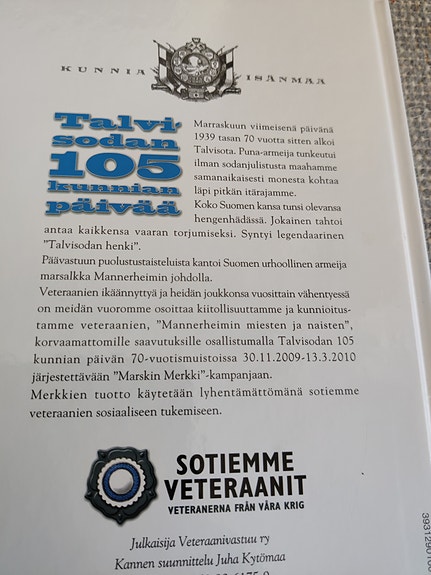 KUNNIA ISÄNMAA
Talvi-
sodan
105
kunnian
päivää
Marraskuun viimeisenä päivänä
1939 tasan 70 vuotta sitten alkoi
Talvisota. Puna-armeija tunkeutui
ilman sodanjulistusta maahamme
samanaikaisesti monesta kohtaa
läpi pitkän itärajamme.
Koko Suomen kansa tunsi olevansa
hengenhädässä. Jokainen tahtoi
antaa kaikkensa vaaran torjumiseksi. Syntyi legendaarinen
"Talvisodan henki".
Päävastuun puolustustaisteluista kantoi Suomen urhoollinen armeija
marsalkka Mannerheimin johdolla.
Veteraanien ikäännyttyä ja heidän joukkonsa vuosittain vähentyessä
on meidän vuoromme osoittaa kiitollisuuttamme ja kunnioitus-
tamme veteraanien, "Mannerheimin miesten ja naisten",
korvaamattomille saavutuksille osallistumalla Talvisodan 105
kunnian päivän 70-vuotismuistoissa 30.11.2009-13.3.2010
järjestettävään "Marskin Merkki"-kampanjaan.
Merkkien tuotto käytetään lyhentämättömänä sotiemme
veteraanien sosiaaliseen tukemiseen.
SOTIEMME
VETERAANIT
VETERANERNA FRÅN VÅRA KRIG
Julkaisija Veteraanivastuu ry
Kannen suunnittelu Juha Kytömaa